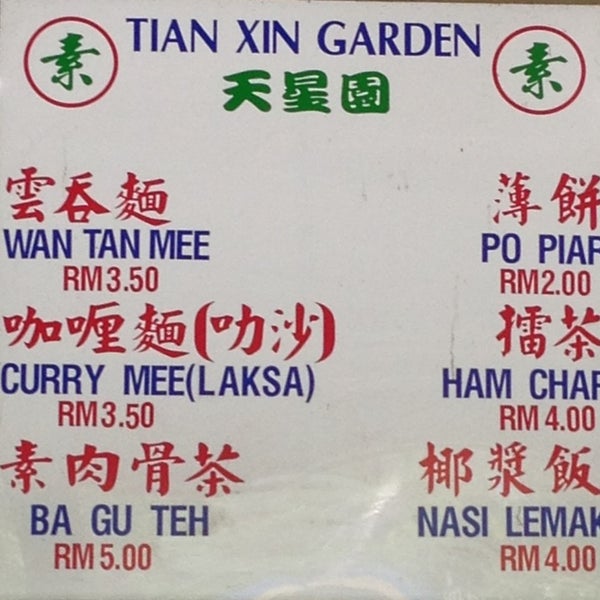 素 TIAN XIN GARDEN 素
天星園
雲吞麵
WAN TAN MEE
RM3.50
咖喱麵(叻沙)
CURRY MEE(LAKSA)
RM3.50
素肉骨茶
BA GU TEH
RM5.00
薄餅
PO PIAR
RM2.00
擂茶
HAM CHAR
RM4.00
椰漿飯
NASI LEMAK
RM4.00